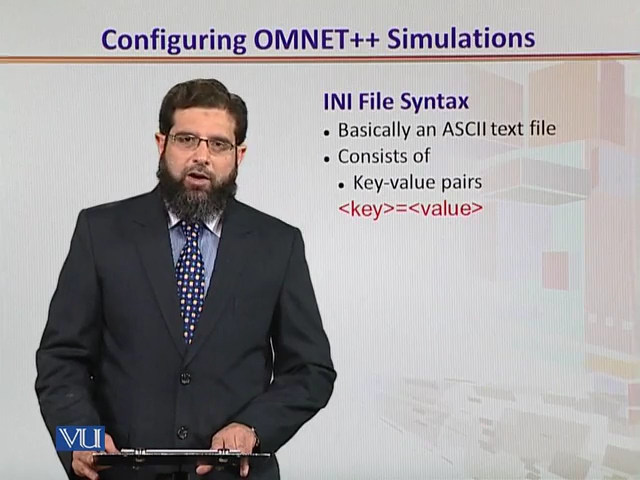 Configuring OMNET++ Simulations
INI File Syntax
• Basically an ASCII text file
• Consists of
• Key-value pairs
<key>=<value>
VU